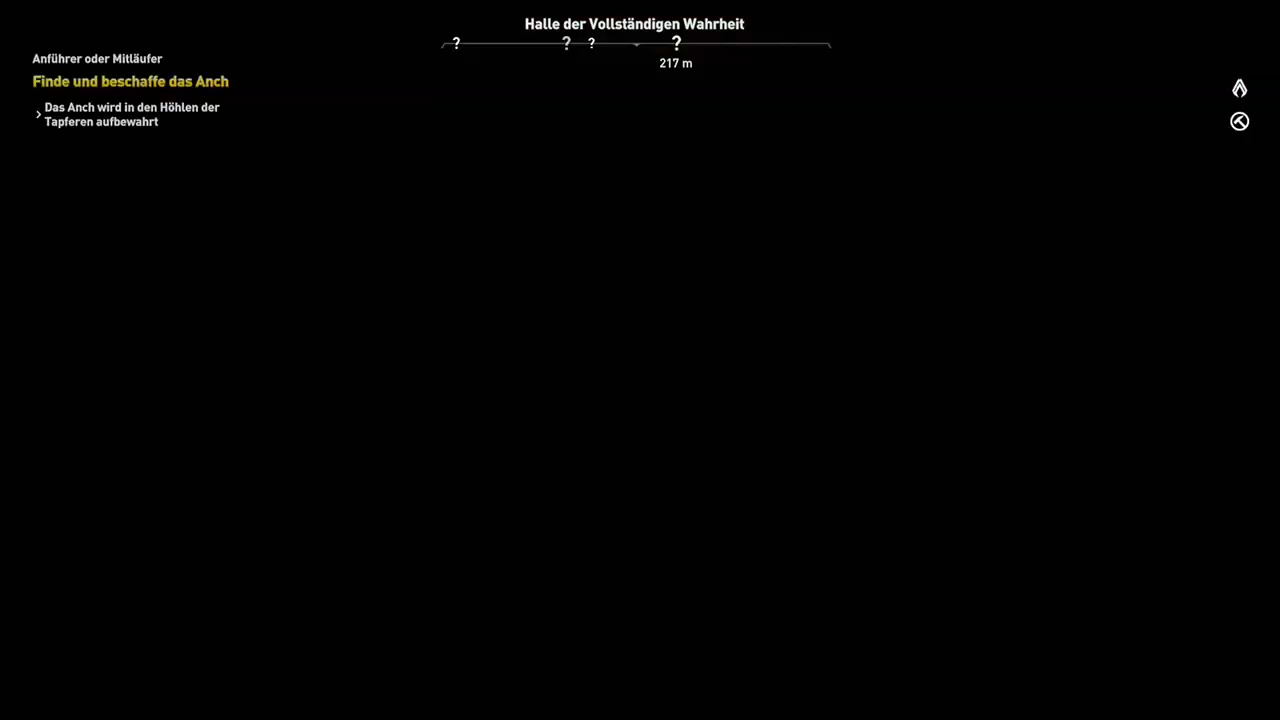 Halle der Vollständigen Wahrheit
? ? ? ?
217 m
Anführer oder Mitläufer
Finde und beschaffe das Anch
Das Anch wird in den Höhlen der
Tapferen aufbewahrt